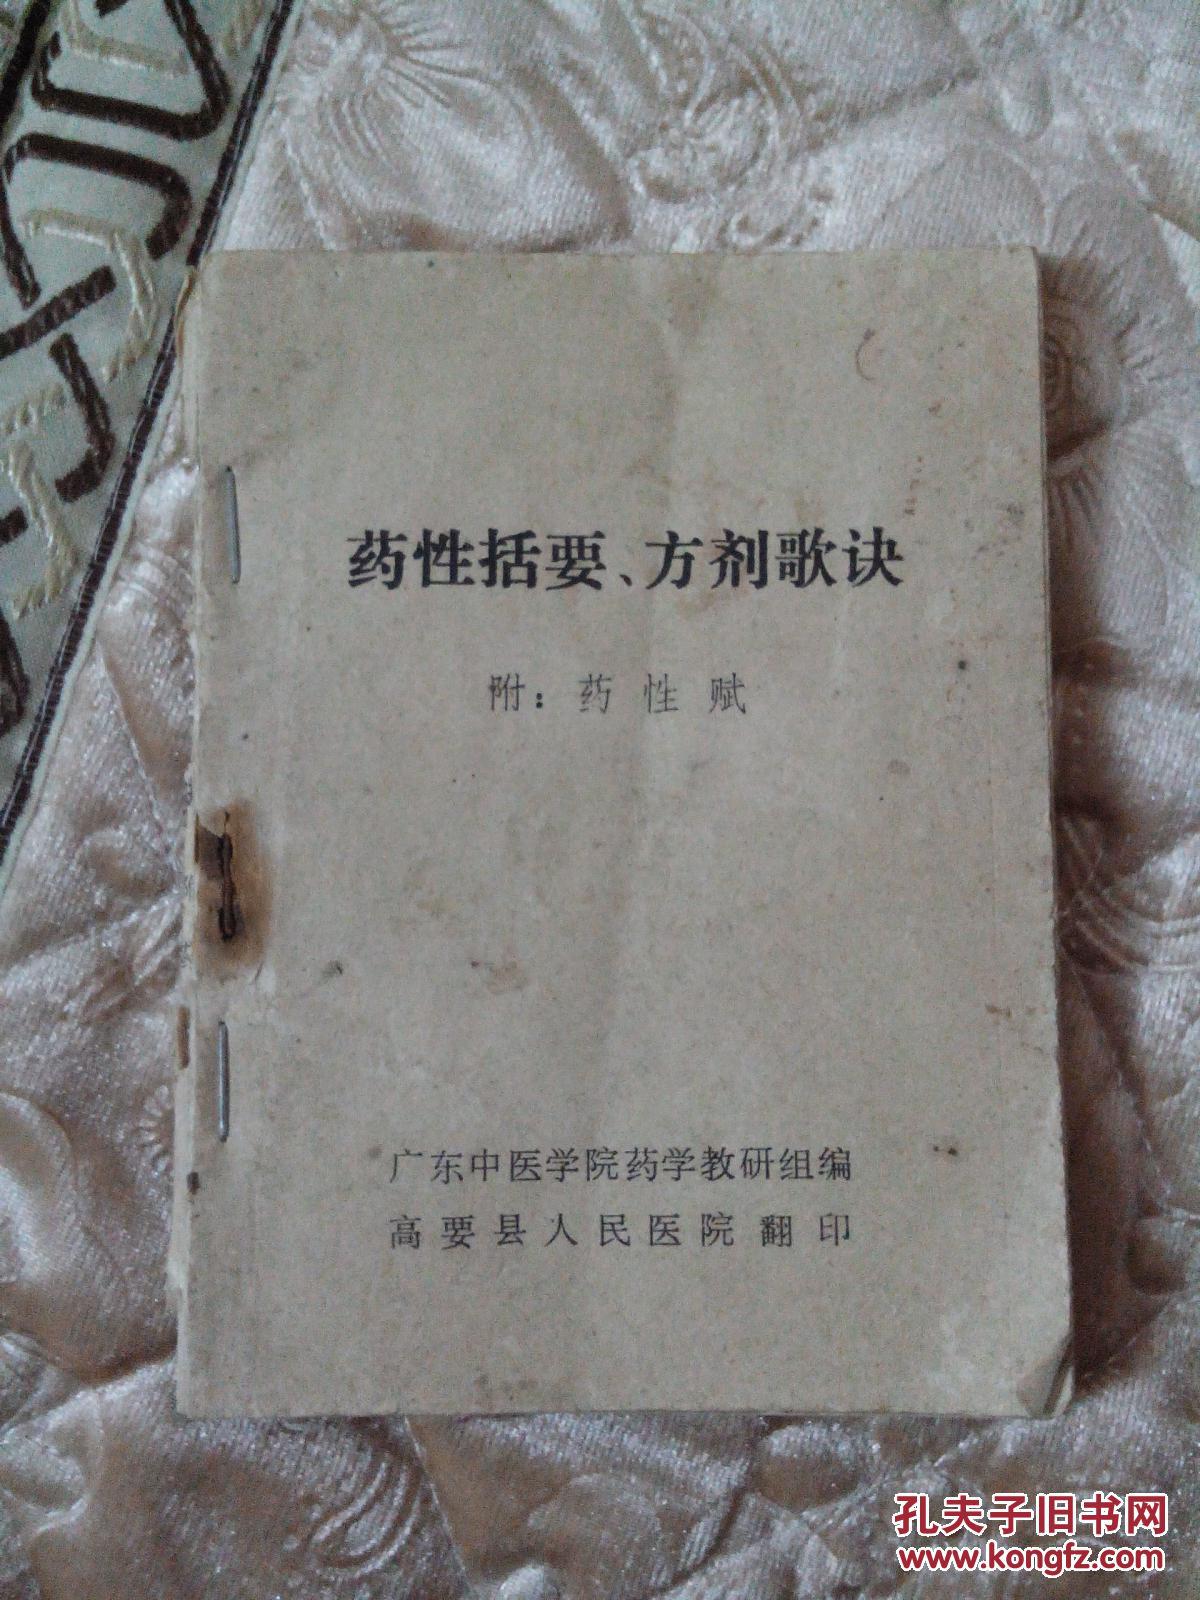 药性括要、方剂歌诀
附：药性赋
广东中医学院药学教研组编
高要县人民医院翻印
孔夫子旧书网
www.kongfz.com